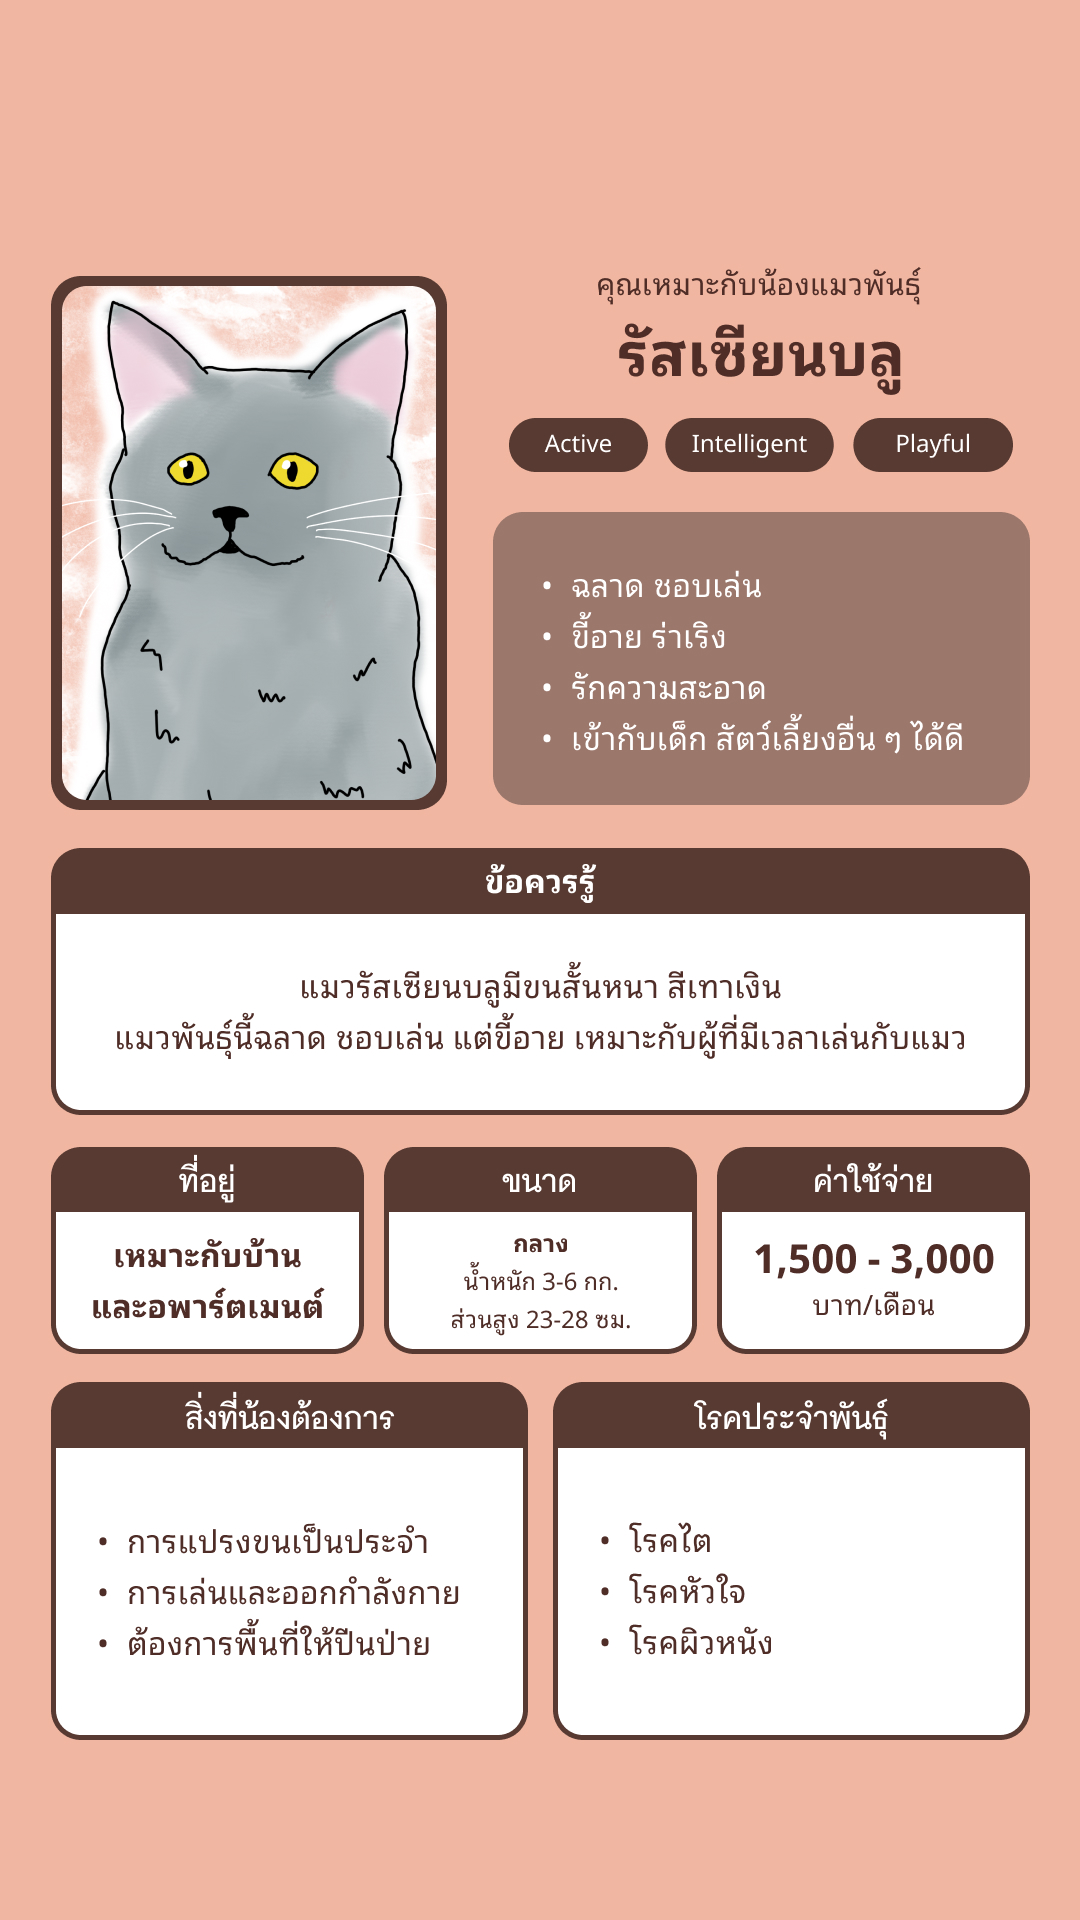 คุณเหมาะกับน้องแมวพันธุ์
รัสเซียนบลู
Active
Intelligent
Playful
• ฉลาด ชอบเล่น
• ขี้อาย ร่าเริง
• รักความสะอาด
• เข้ากับเด็ก สัตว์เลี้ยงอื่น ๆ ได้ดี
ข้อควรรู้
แมวรัสเซียนบลูมีขนสั้นหนา สีเทาเงิน
แมวพันธุ์นี้ฉลาด ชอบเล่น แต่ขี้อาย เหมาะกับผู้ที่มีเวลาเล่นกับแมว
ที่อยู่
เหมาะกับบ้าน
และอพาร์ตเมนต์
ขนาด
กลาง
น้ำหนัก 3-6 กก.
ส่วนสูง 23-28 ซม.
ค่าใช้จ่าย
1,500 - 3,000
บาท/เดือน
สิ่งที่น้องต้องการ
• การแปรงขนเป็นประจำ
• การเล่นและออกกำลังกาย
• ต้องการพื้นที่ให้ปีนป่าย
โรคประจำพันธุ์
• โรคไต
• โรคหัวใจ
• โรคผิวหนัง